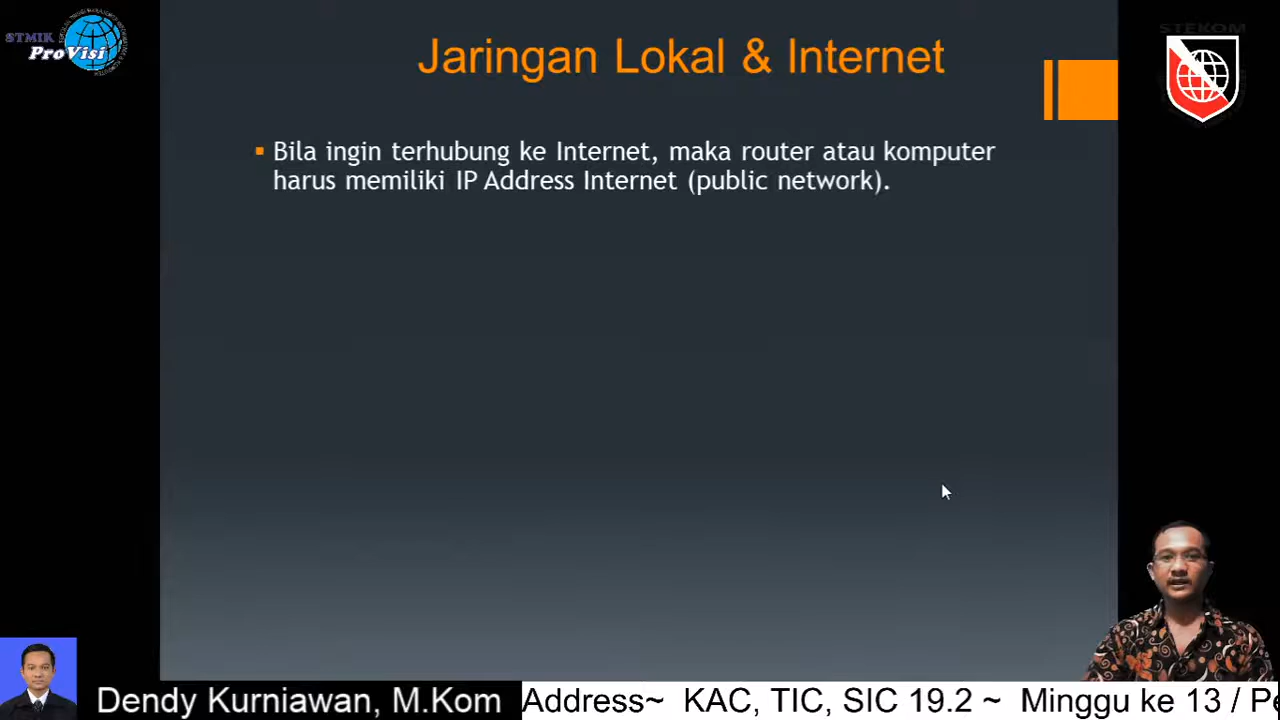 STMIK
ProVisi
STEKOM
Jaringan Lokal & Internet
Bila ingin terhubung ke Internet, maka router atau komputer
harus memiliki IP Address Internet (public network).
Dendy Kurniawan, M.Kom
Address~ KAC, TIC, SIC 19.2 ~ Minggu ke 13 / Pe